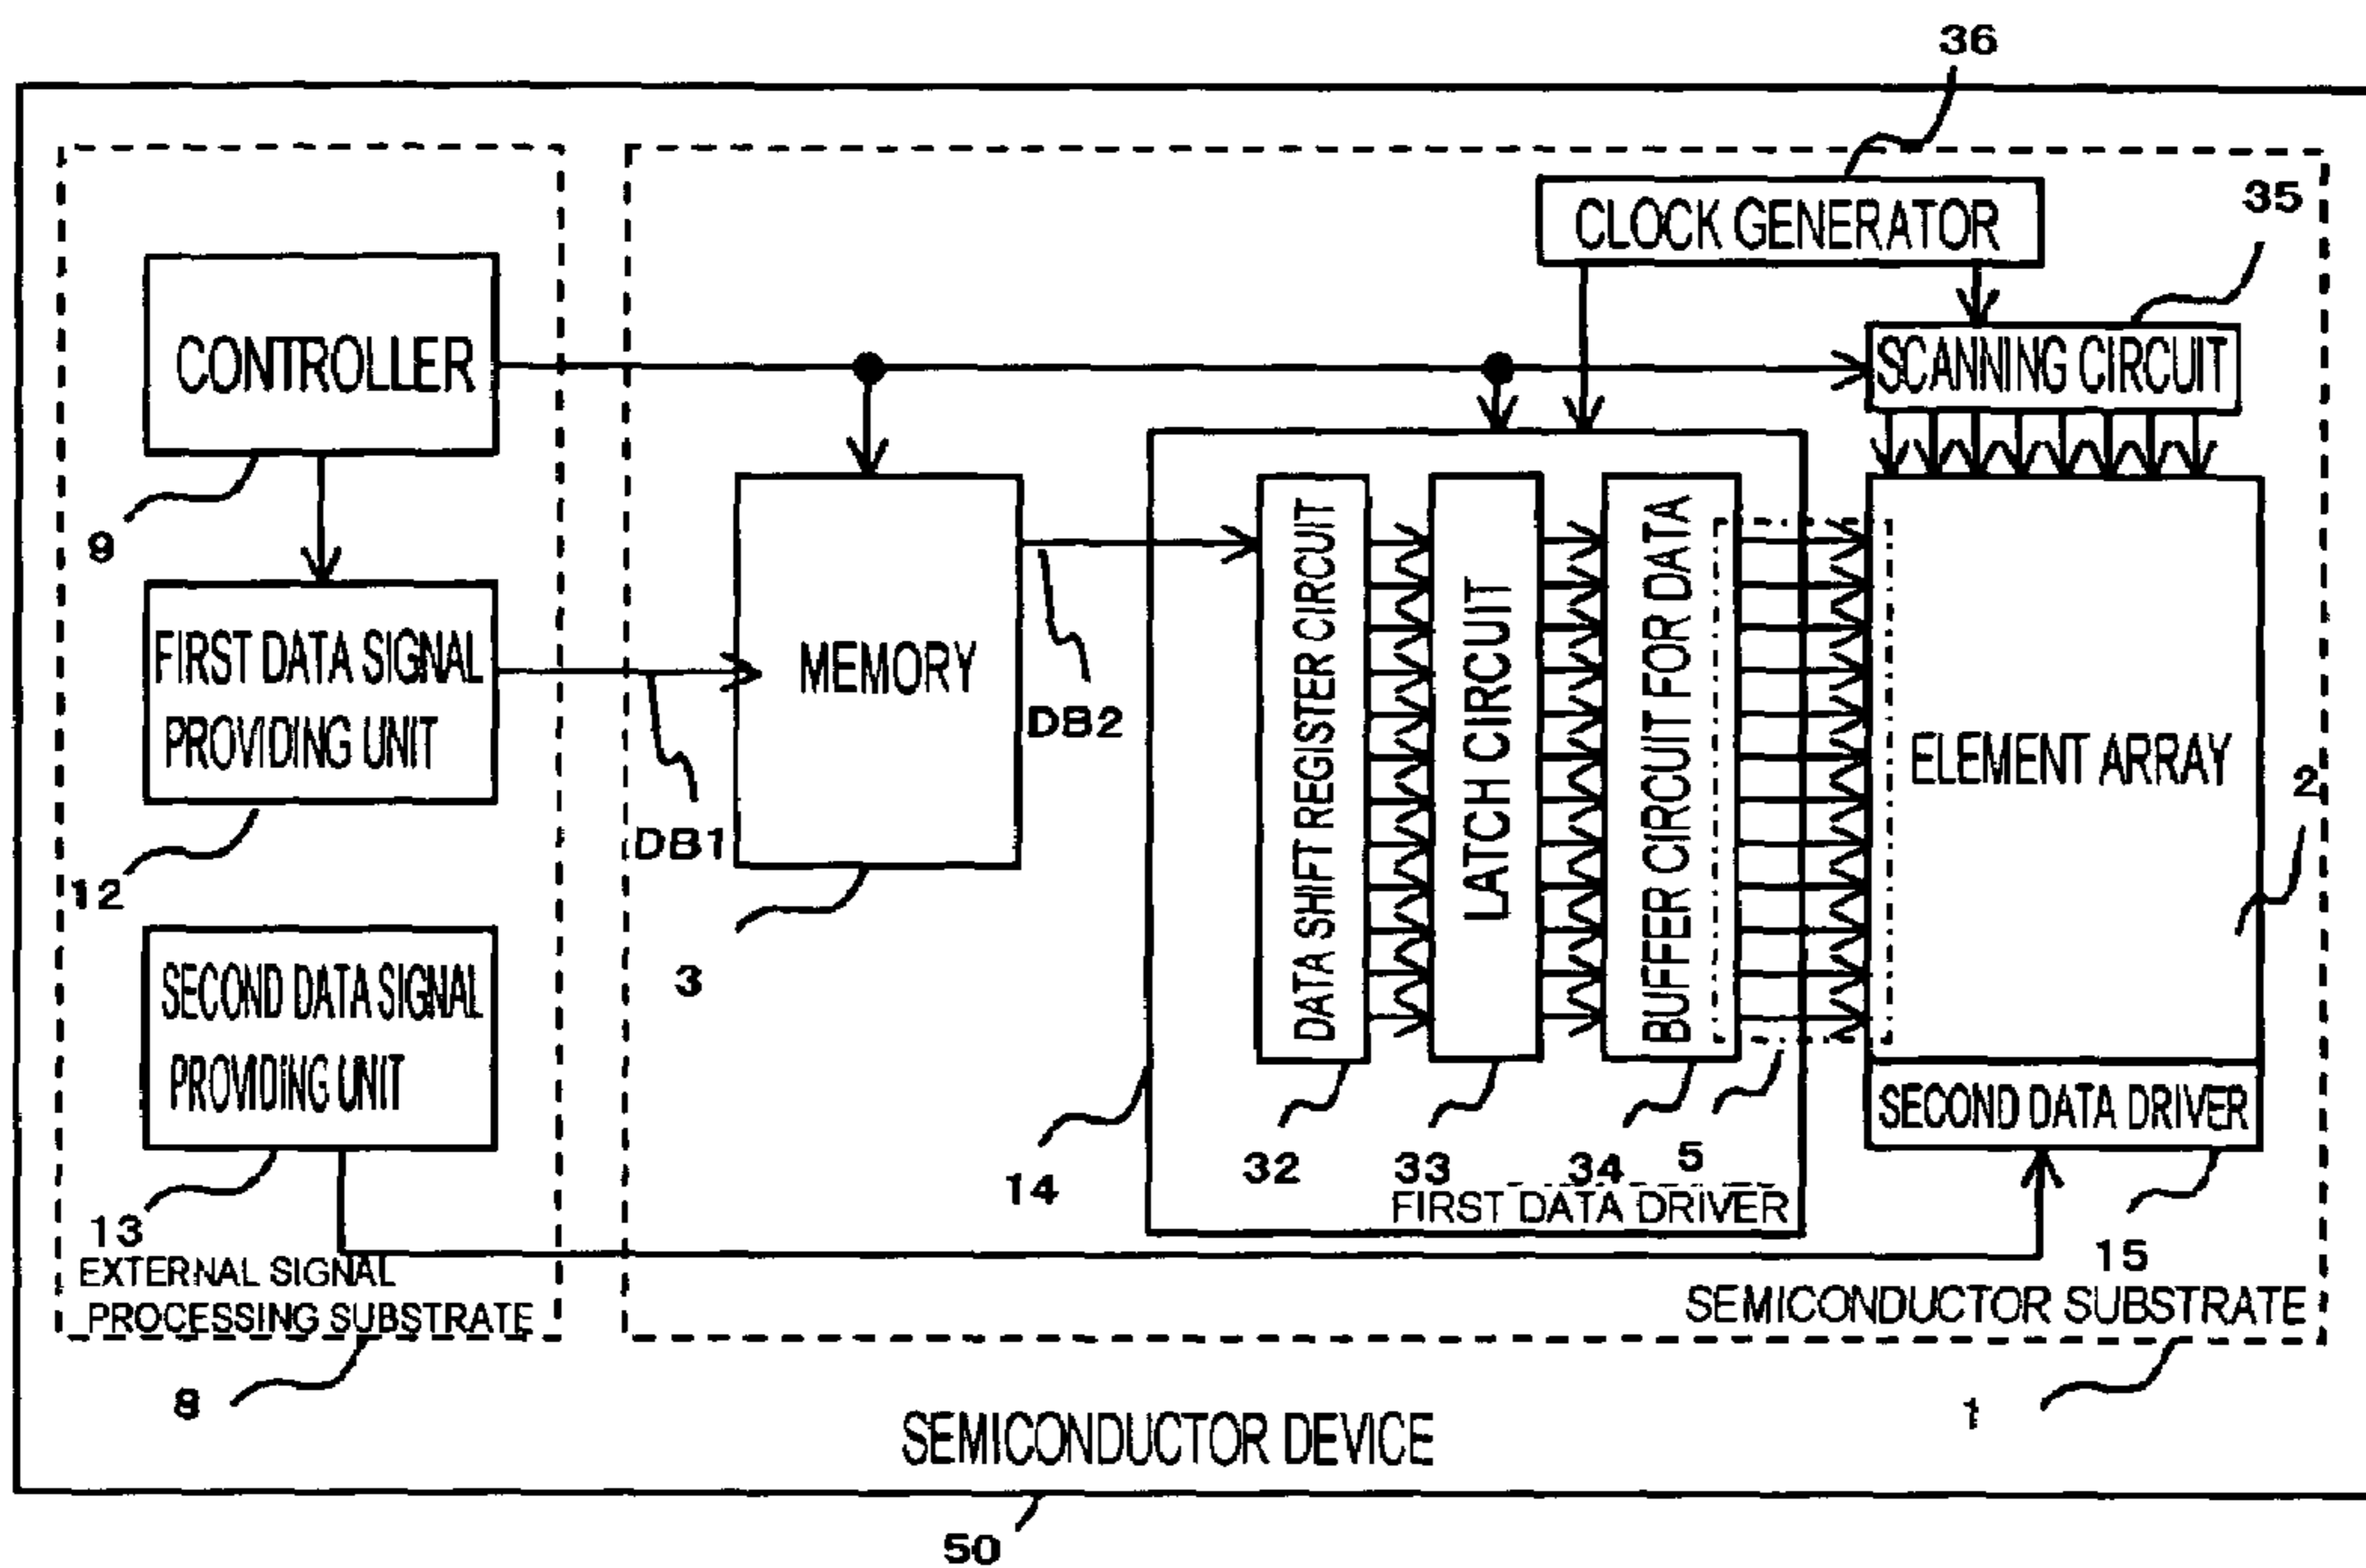 36
35
CLOCK GENERATOR
CONTROLLER
SCANNING CIRCUIT
9
FIRST DATA SIGNAL
PROVIDING UNIT
12
DB1
MEMORY
3
DB2
DATA SHIFT REGISTER CIRCUIT
LATCH CIRCUIT
BUFFER CIRCUIT FOR DATA
ELEMENT ARRAY
2
SECOND DATA SIGNAL
PROVIDING UNIT
13
SECOND DATA DRIVER
14
32
33
34
5
FIRST DATA DRIVER
15
EXTERNAL SIGNAL
PROCESSING SUBSTRATE
SEMICONDUCTOR SUBSTRATE
8
1
SEMICONDUCTOR DEVICE
50